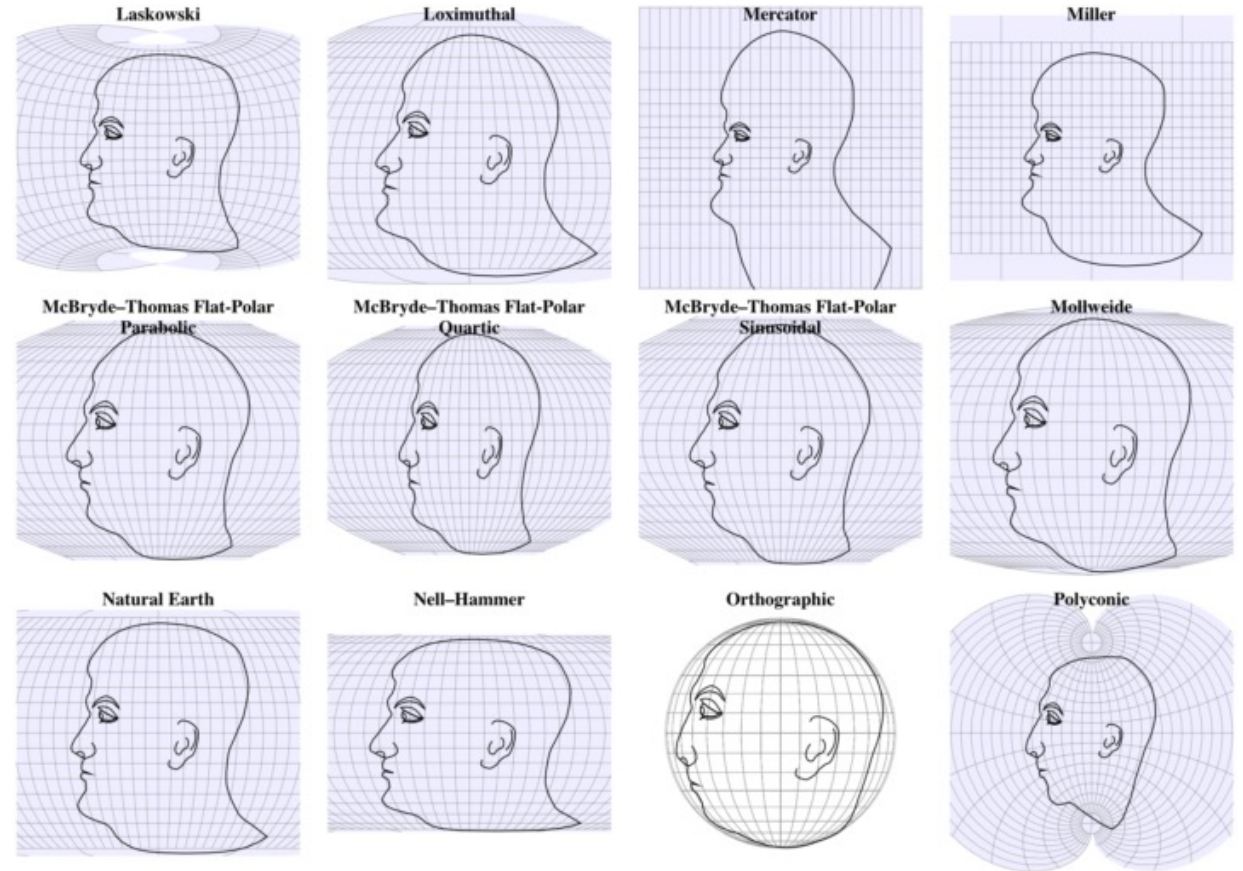 Laskowski
Loximuthal
Mercator
Miller
McBryde–Thomas Flat-Polar
Parabolic
McBryde–Thomas Flat-Polar
Quartic
McBryde–Thomas Flat-Polar
Sinusoidal
Mollweide
Natural Earth
Nell–Hammer
Orthographic
Polyconic